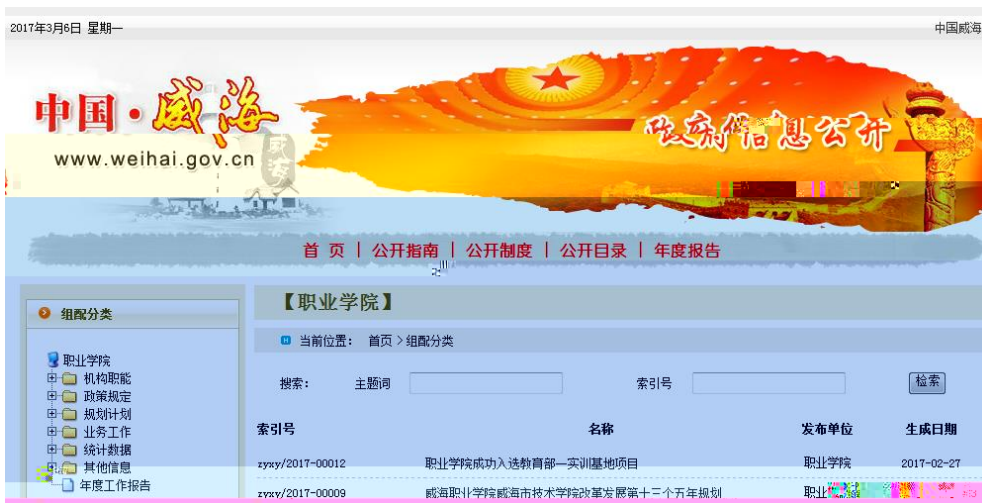 2017年3月6日 星期一
中国威海
中国·威海
www.weihai.gov.cn
威海
政府信息公开
首 页 | 公开指南 | 公开制度 | 公开目录 | 年度报告
组配分类
职业学院
机构职能
政策规定
规划计划
业务工作
统计数据
其他信息
年度工作报告
【职业学院】
当前位置: 首页>组配分类
搜索: 主题词 索引号 检索
索引号 名称 发布单位 生成日期
zyxy/2017-00012 职业学院成功入选教育部一实训基地项目 职业学院 2017-02-27
zyxy/2017-00009 威海职业学院威海市技术学院改革发展第十三个五年规划 职业